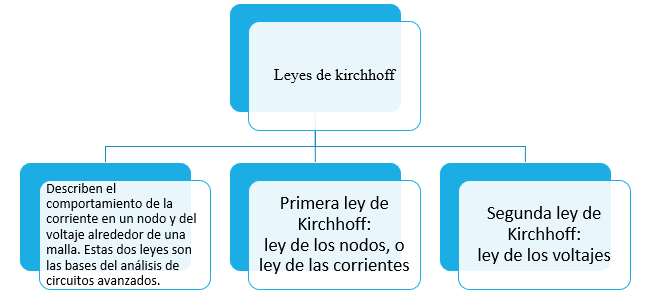 Leyes de kirchhoff
Describen el
comportamiento de la
corriente en un nodo y del
voltaje alrededor de una
malla. Estas dos leyes son
las bases del análisis de
circuitos avanzados.
Primera ley de
Kirchhoff:
ley de los nodos, o
ley de las corrientes
Segunda ley de
Kirchhoff:
ley de los voltajes